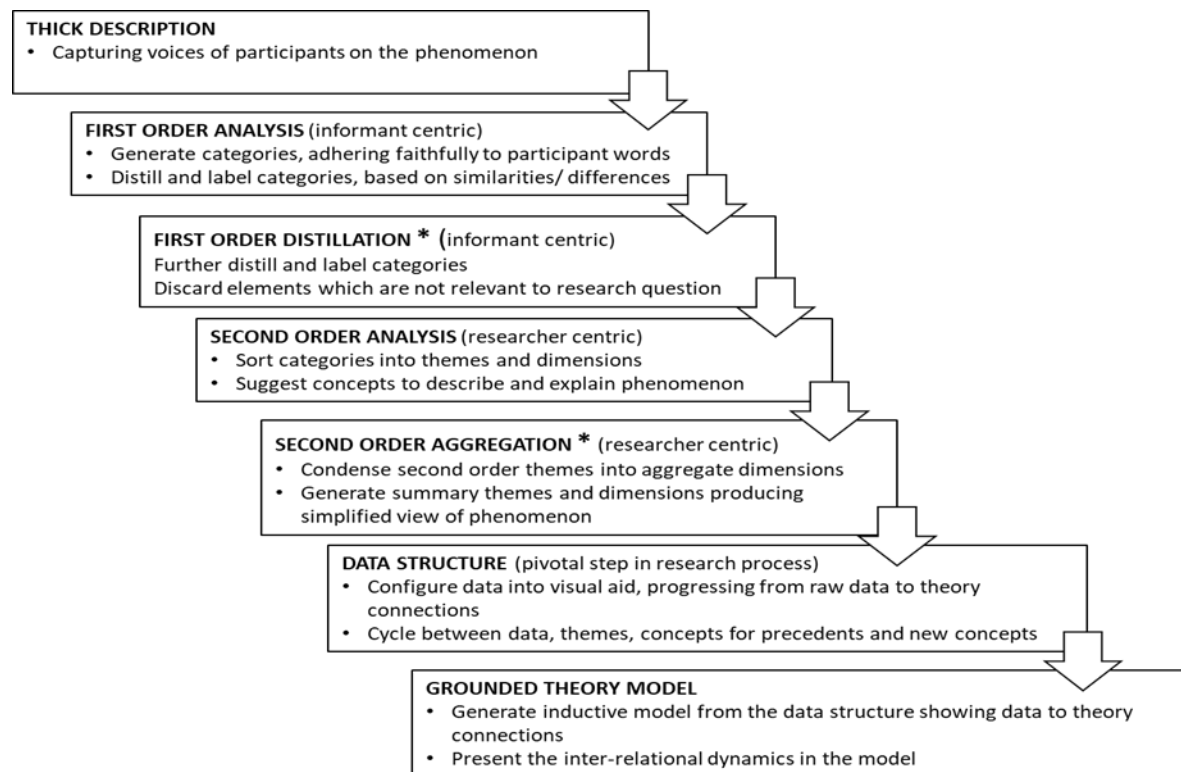 THICK DESCRIPTION
• Capturing voices of participants on the phenomenon
FIRST ORDER ANALYSIS (informant centric)
• Generate categories, adhering faithfully to participant words
• Distill and label categories, based on similarities/ differences
FIRST ORDER DISTILLATION * (informant centric)
Further distill and label categories
Discard elements which are not relevant to research question
SECOND ORDER ANALYSIS (researcher centric)
• Sort categories into themes and dimensions
• Suggest concepts to describe and explain phenomenon
SECOND ORDER AGGREGATION * (researcher centric)
• Condense second order themes into aggregate dimensions
• Generate summary themes and dimensions producing
simplified view of phenomenon
DATA STRUCTURE (pivotal step in research process)
• Configure data into visual aid, progressing from raw data to theory
connections
• Cycle between data, themes, concepts for precedents and new concepts
GROUNDED THEORY MODEL
• Generate inductive model from the data structure showing data to theory
connections
• Present the inter-relational dynamics in the model